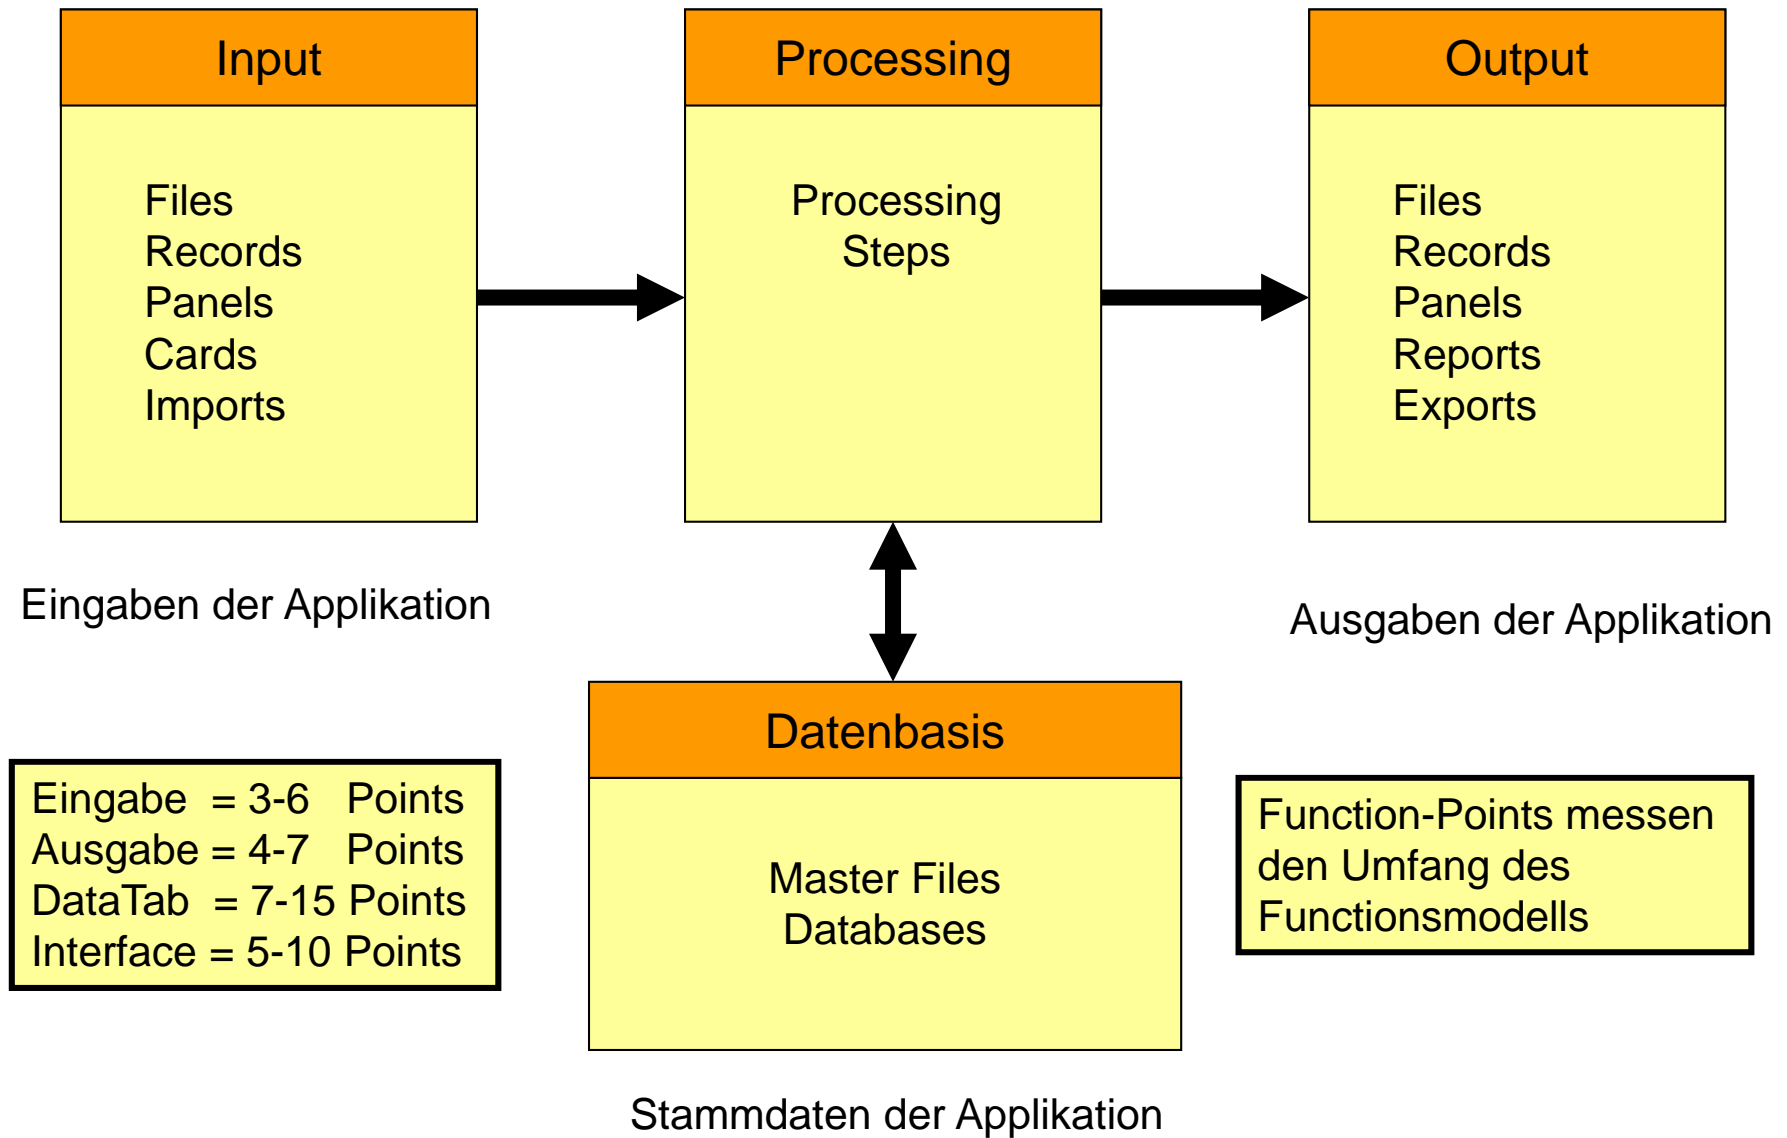 Input
Files
Records
Panels
Cards
Imports
Eingaben der Applikation
Processing
Processing
Steps
Output
Files
Records
Panels
Reports
Exports
Ausgaben der Applikation
Eingabe = 3-6 Points
Ausgabe = 4-7 Points
DataTab = 7-15 Points
Interface = 5-10 Points
Datenbasis
Master Files
Databases
Stammdaten der Applikation
Function-Points messen
den Umfang des
Functionsmodells